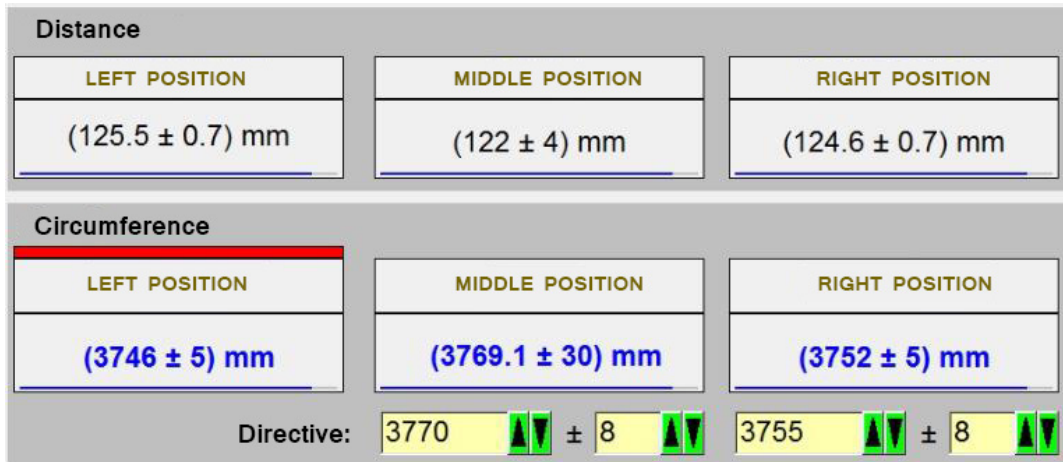 Distance
LEFT POSITION MIDDLE POSITION RIGHT POSITION
(125.5 ± 0.7) mm (122 ± 4) mm (124.6 ± 0.7) mm
Circumference
LEFT POSITION MIDDLE POSITION RIGHT POSITION
(3746 ± 5) mm (3769.1 ± 30) mm (3752 ± 5) mm
Directive: 3770 ± 8 3755 ± 8